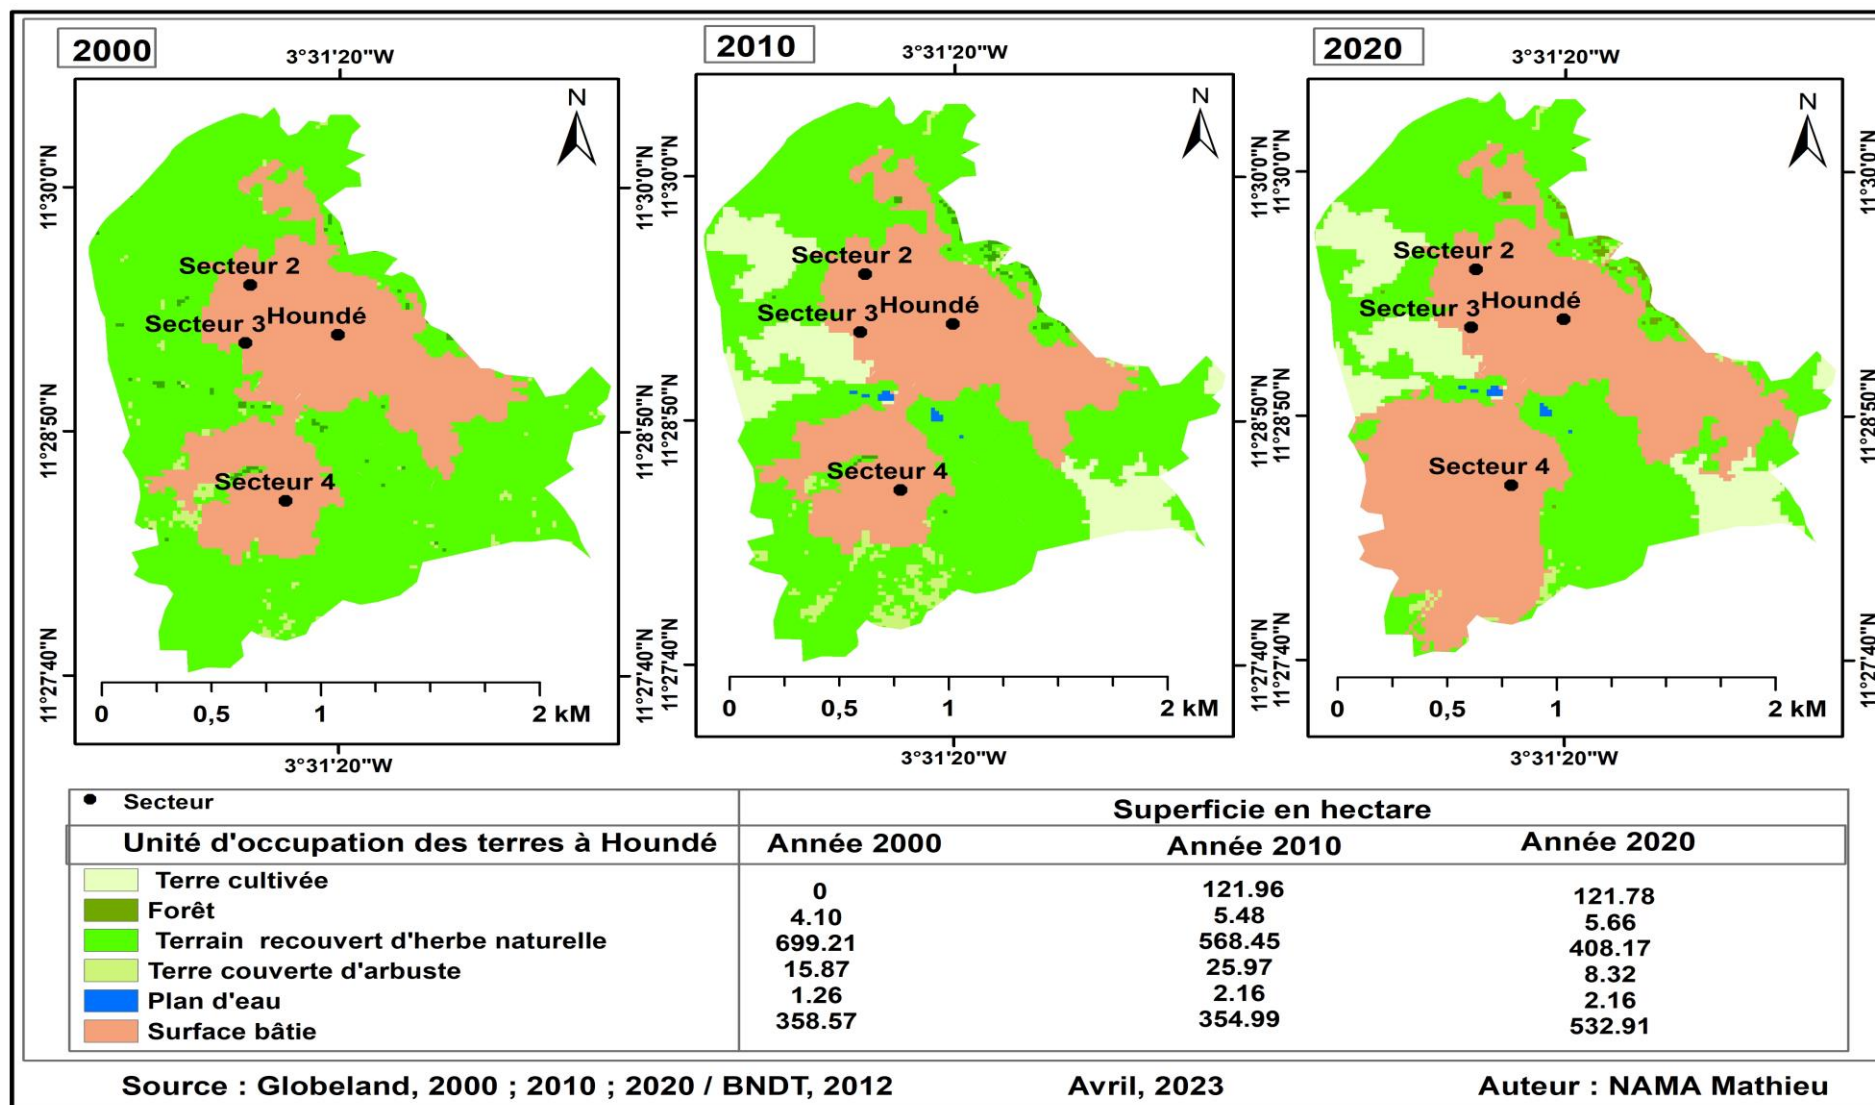 2000
3°31'20"W
N
11°30'0"N
11°28'50"N
11°27'40"N
Secteur 2
Secteur 3
Houndé
Secteur 4
0 0,5 1 2 kM
11°30'0"N
11°28'50"N
11°27'40"N
3°31'20"W
2010
3°31'20"W
N
11°30'0"N
11°28'50"N
11°27'40"N
Secteur 2
Secteur 3
Houndé
Secteur 4
0 0,5 1 2 kM
11°30'0"N
11°28'50"N
11°27'40"N
3°31'20"W
2020
3°31'20"W
N
11°30'0"N
11°28'50"N
11°27'40"N
Secteur 2
Secteur 3
Houndé
Secteur 4
0 0,5 1 2 kM
11°30'0"N
11°28'50"N
11°27'40"N
3°31'20"W
Secteur
Superficie en hectare
Unité d'occupation des terres à Houndé Année 2000 Année 2010 Année 2020
Terre cultivée 0 121.96 121.78
Forêt 4.10 5.48 5.66
Terrain recouvert d'herbe naturelle 699.21 568.45 408.17
Terre couverte d'arbuste 15.87 25.97 8.32
Plan d'eau 1.26 2.16 2.16
Surface bâtie 358.57 354.99 532.91
Source : Globeland, 2000 ; 2010 ; 2020 / BNDT, 2012 Avril, 2023 Auteur : NAMA Mathieu